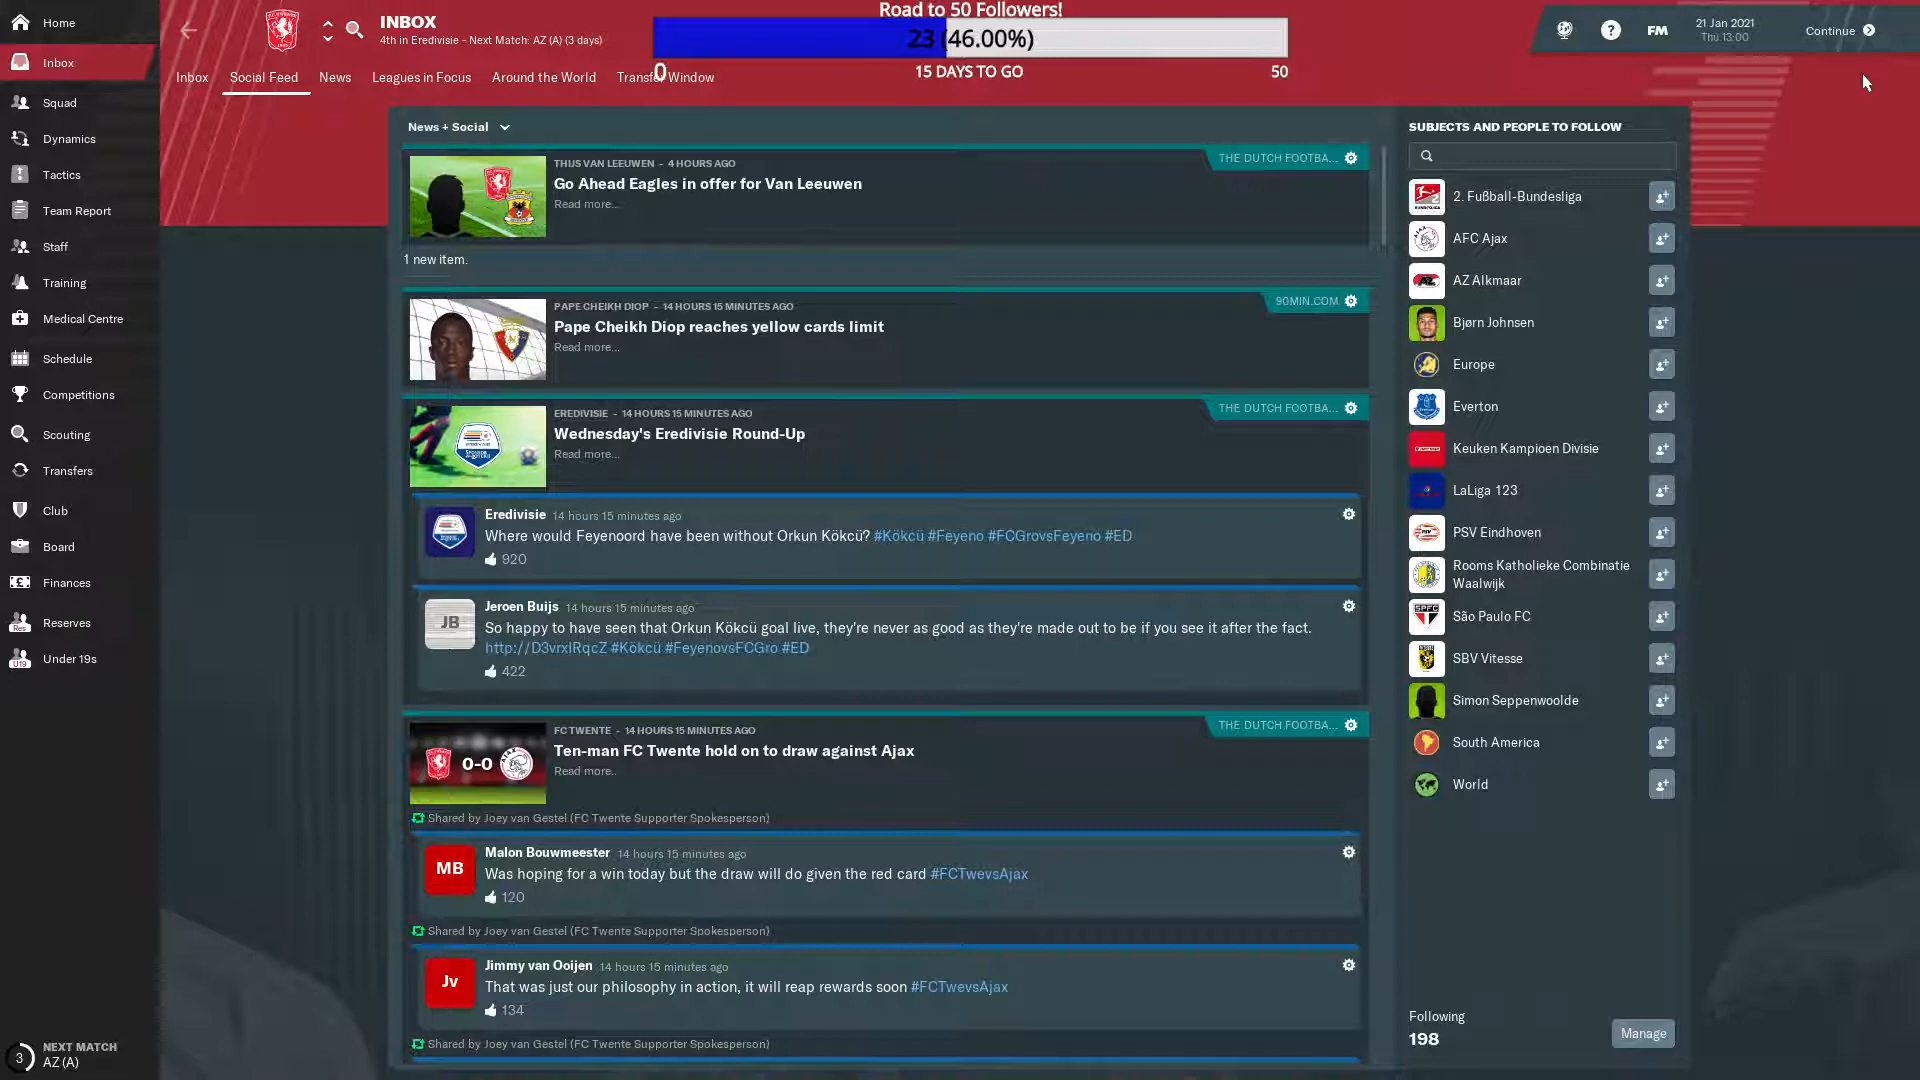 Home
Inbox
Squad
Dynamics
Tactics
Team Report
Staff
Training
Medical Centre
Schedule
Competitions
Scouting
Transfers
Club
Board
Finances
Reserves
Under 19s
Res
U19
3
NEXT MATCH
AZ (A)
INBOX
4th in Eredivisie - Next Match: AZ (A) (3 days)
Inbox
Social Feed
News
Leagues in Focus
Around the World
Transfer Window
Road to 50 Followers!
23 (46.00%)
0
15 DAYS TO GO
50
?
FM
21 Jan 2021
Thu 13:00
Continue
News + Social
THIJS VAN LEEUWEN - 4 HOURS AGO
THE DUTCH FOOTBA...
Go Ahead Eagles in offer for Van Leeuwen
Read more...
1 new item.
PAPE CHEIKH DIOP - 14 HOURS 15 MINUTES AGO
90MIN.COM
Pape Cheikh Diop reaches yellow cards limit
Read more...
EREDIVISIE - 14 HOURS 15 MINUTES AGO
THE DUTCH FOOTBA...
Wednesday's Eredivisie Round-Up
Read more...
Eredivisie 14 hours 15 minutes ago
Where would Feyenoord have been without Orkun Kökcü? #Kökcü #Feyeno #FCGrovsFeyeno #ED
920
JB
Jeroen Buijs 14 hours 15 minutes ago
So happy to have seen that Orkun Kökcü goal live, they're never as good as they're made out to be if you see it after the fact.
http://D3vrxIRqcZ #Kökcü #FeyenovsFCGro #ED
422
0-0
FC TWENTE - 14 HOURS 15 MINUTES AGO
THE DUTCH FOOTBA...
Ten-man FC Twente hold on to draw against Ajax
Read more..
Shared by Joey van Gestel (FC Twente Supporter Spokesperson)
MB
Malon Bouwmeester 14 hours 15 minutes ago
Was hoping for a win today but the draw will do given the red card #FCTwevsAjax
120
Shared by Joey van Gestel (FC Twente Supporter Spokesperson)
Jv
Jimmy van Ooijen 14 hours 15 minutes ago
That was just our philosophy in action, it will reap rewards soon #FCTwevsAjax
134
Shared by Joey van Gestel (FC Twente Supporter Spokesperson)
SUBJECTS AND PEOPLE TO FOLLOW
2. Fußball-Bundesliga
AFC Ajax
AZ Alkmaar
Bjørn Johnsen
Europe
Everton
Keuken Kampioen Divisie
LaLiga 123
PSV Eindhoven
Rooms Katholieke Combinatie
Waalwijk
São Paulo FC
SBV Vitesse
Simon Seppenwoolde
South America
World
Following
198
Manage